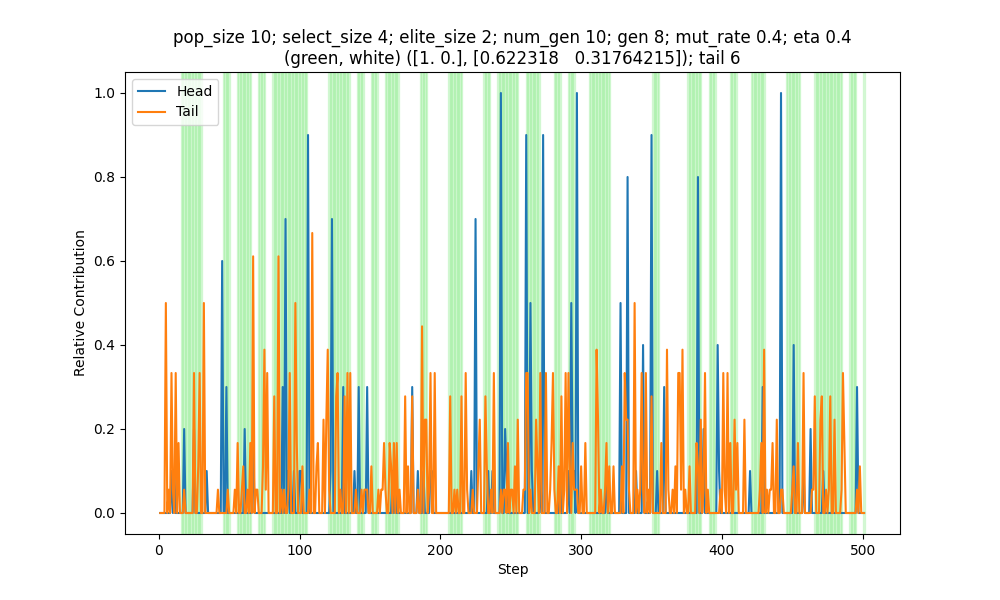 pop_size 10; select_size 4; elite_size 2; num_gen 10; gen 8; mut_rate 0.4; eta 0.4
(green, white) ([1. 0.], [0.622318   0.31764215]); tail 6
Head
Tail
1.0
0.8
0.6
0.4
0.2
0.0
Relative Contribution
0 100 200 300 400 500
Step